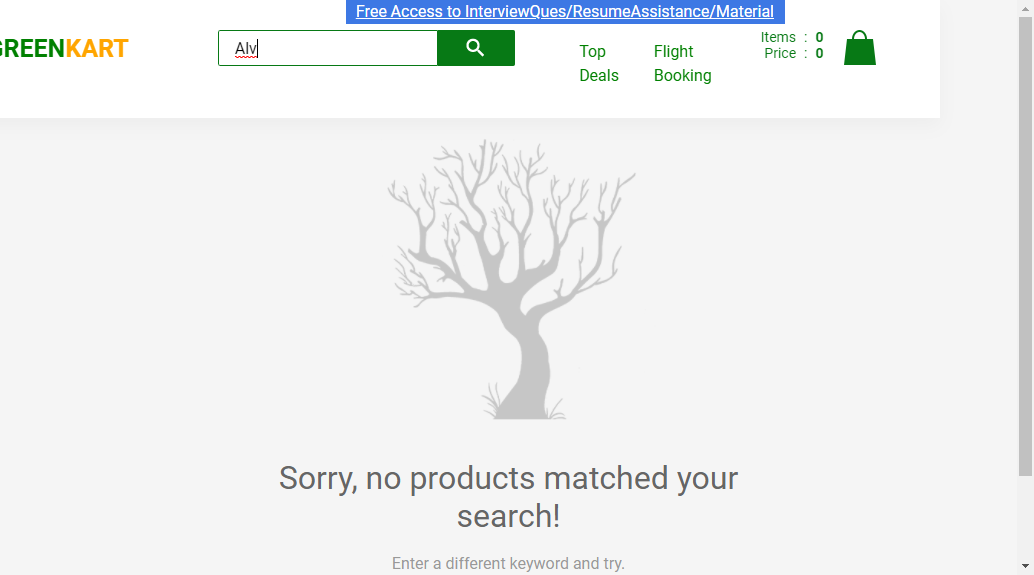 Free Access to InterviewQues/ResumeAssistance/Material
GREENKART
Alv
Top Deals
Flight Booking
Items : 0
Price : 0
Sorry, no products matched your
search!
Enter a different keyword and try.